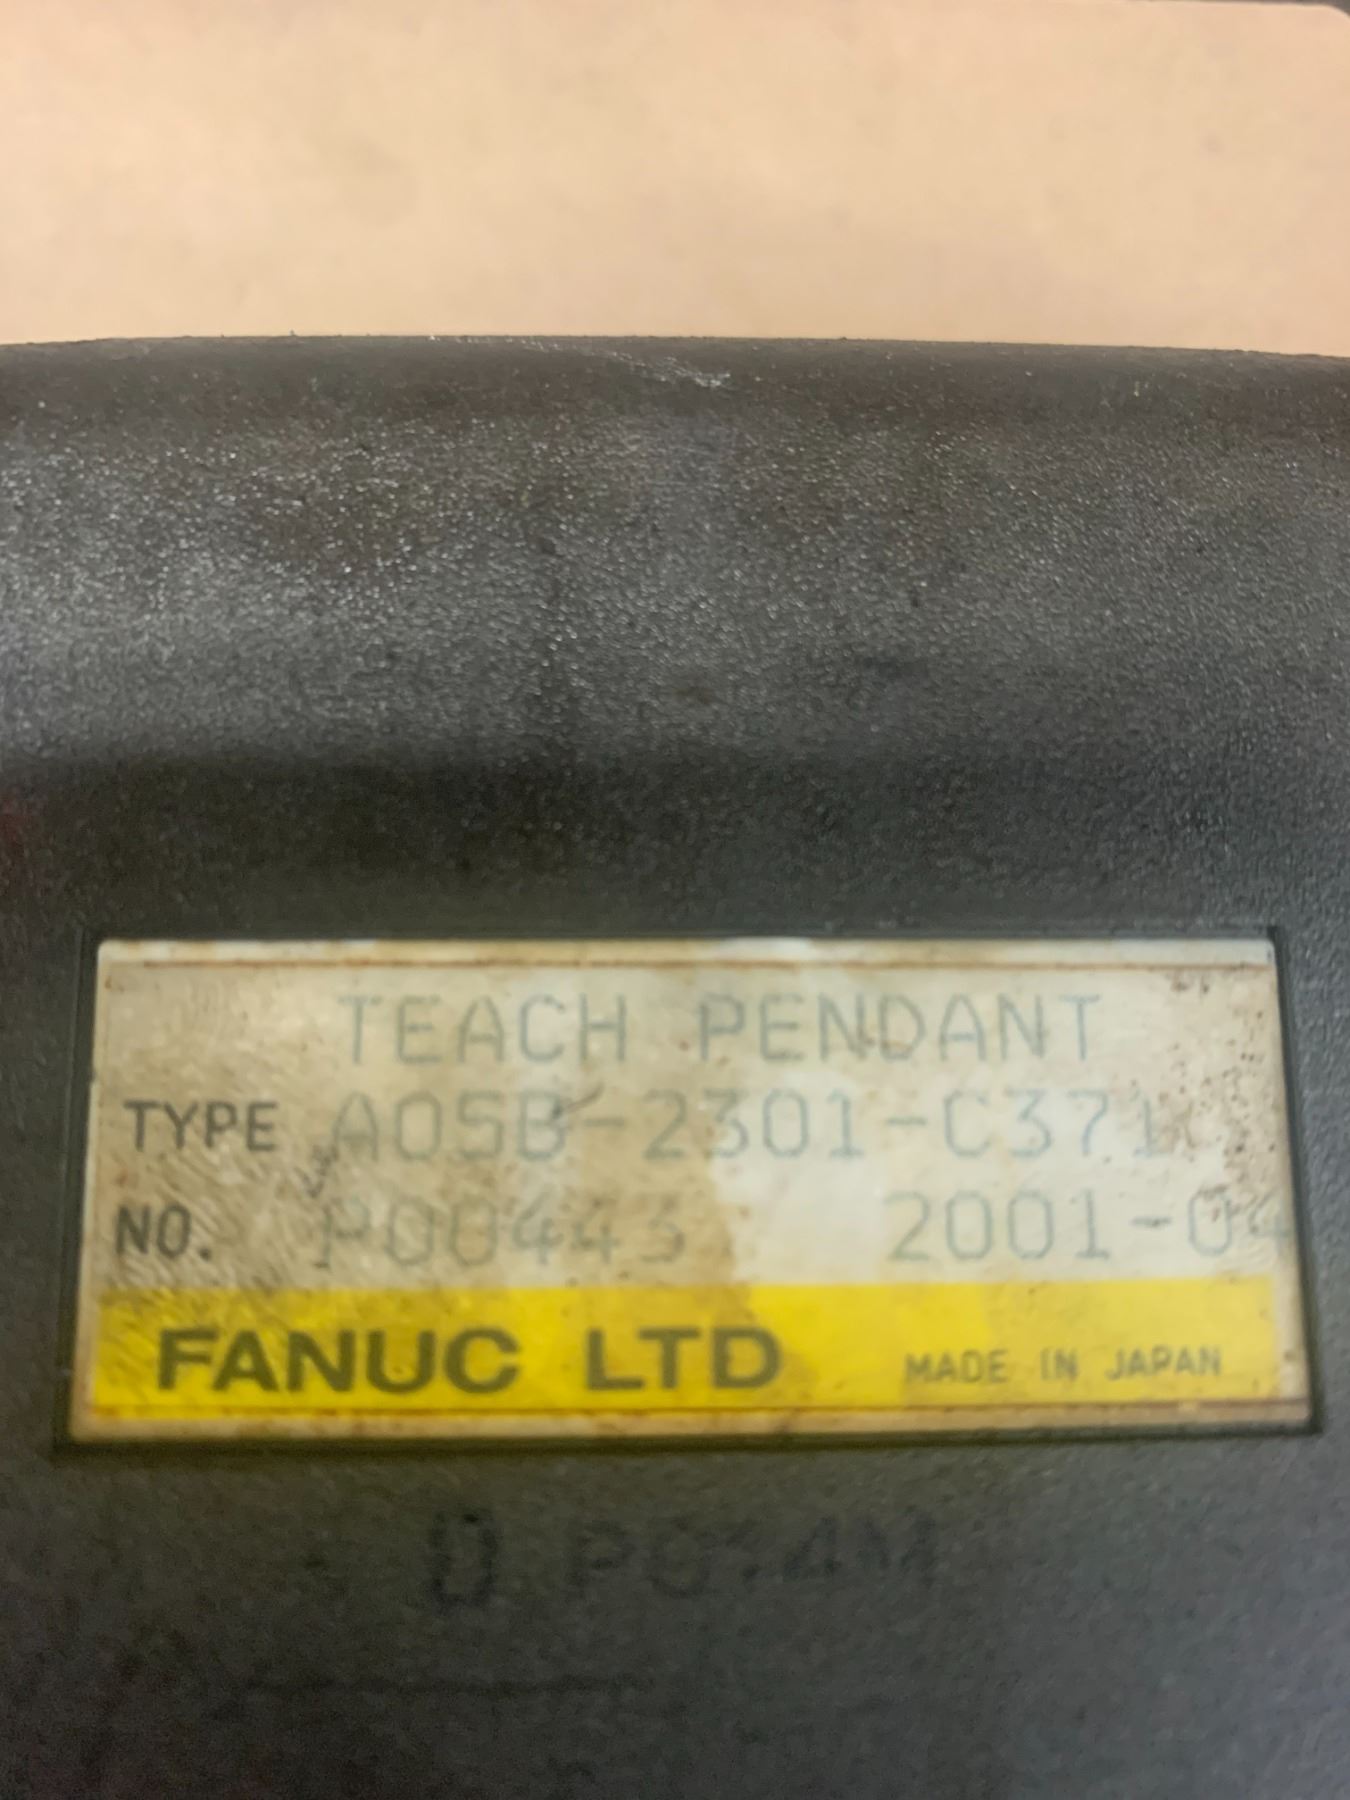 TEACH PENDANT
TYPE A05B-2301-C371
NO. P00443 2001-04
FANUC LTD MADE IN JAPAN